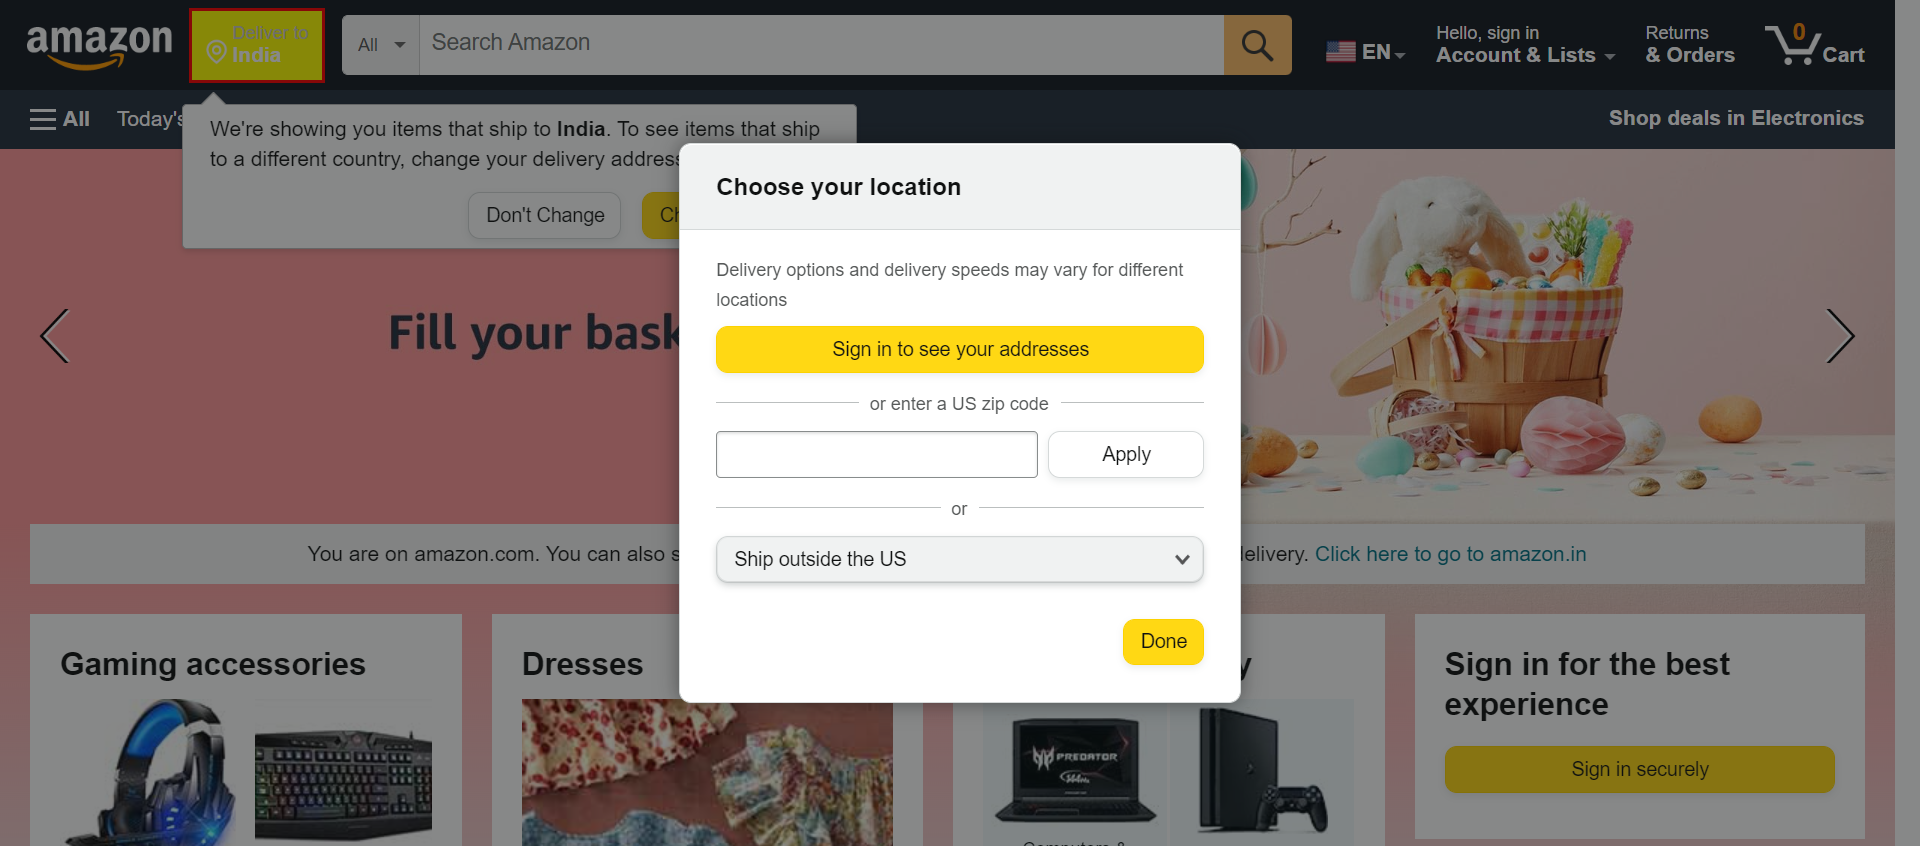 amazon
Deliver to
India
All
Search Amazon
EN
Hello, sign in
Account & Lists
Returns
& Orders
0
Cart
All
Today's
Shop deals in Electronics
We're showing you items that ship to India. To see items that ship
to a different country, change your delivery address
Don't Change
Choose your location
Delivery options and delivery speeds may vary for different
locations
Sign in to see your addresses
or enter a US zip code
Apply
or
Ship outside the US
Done
Fill your bask
You are on amazon.com. You can also s
delivery. Click here to go to amazon.in
Gaming accessories
Dresses
y
Sign in for the best
experience
Sign in securely
PREDATOR